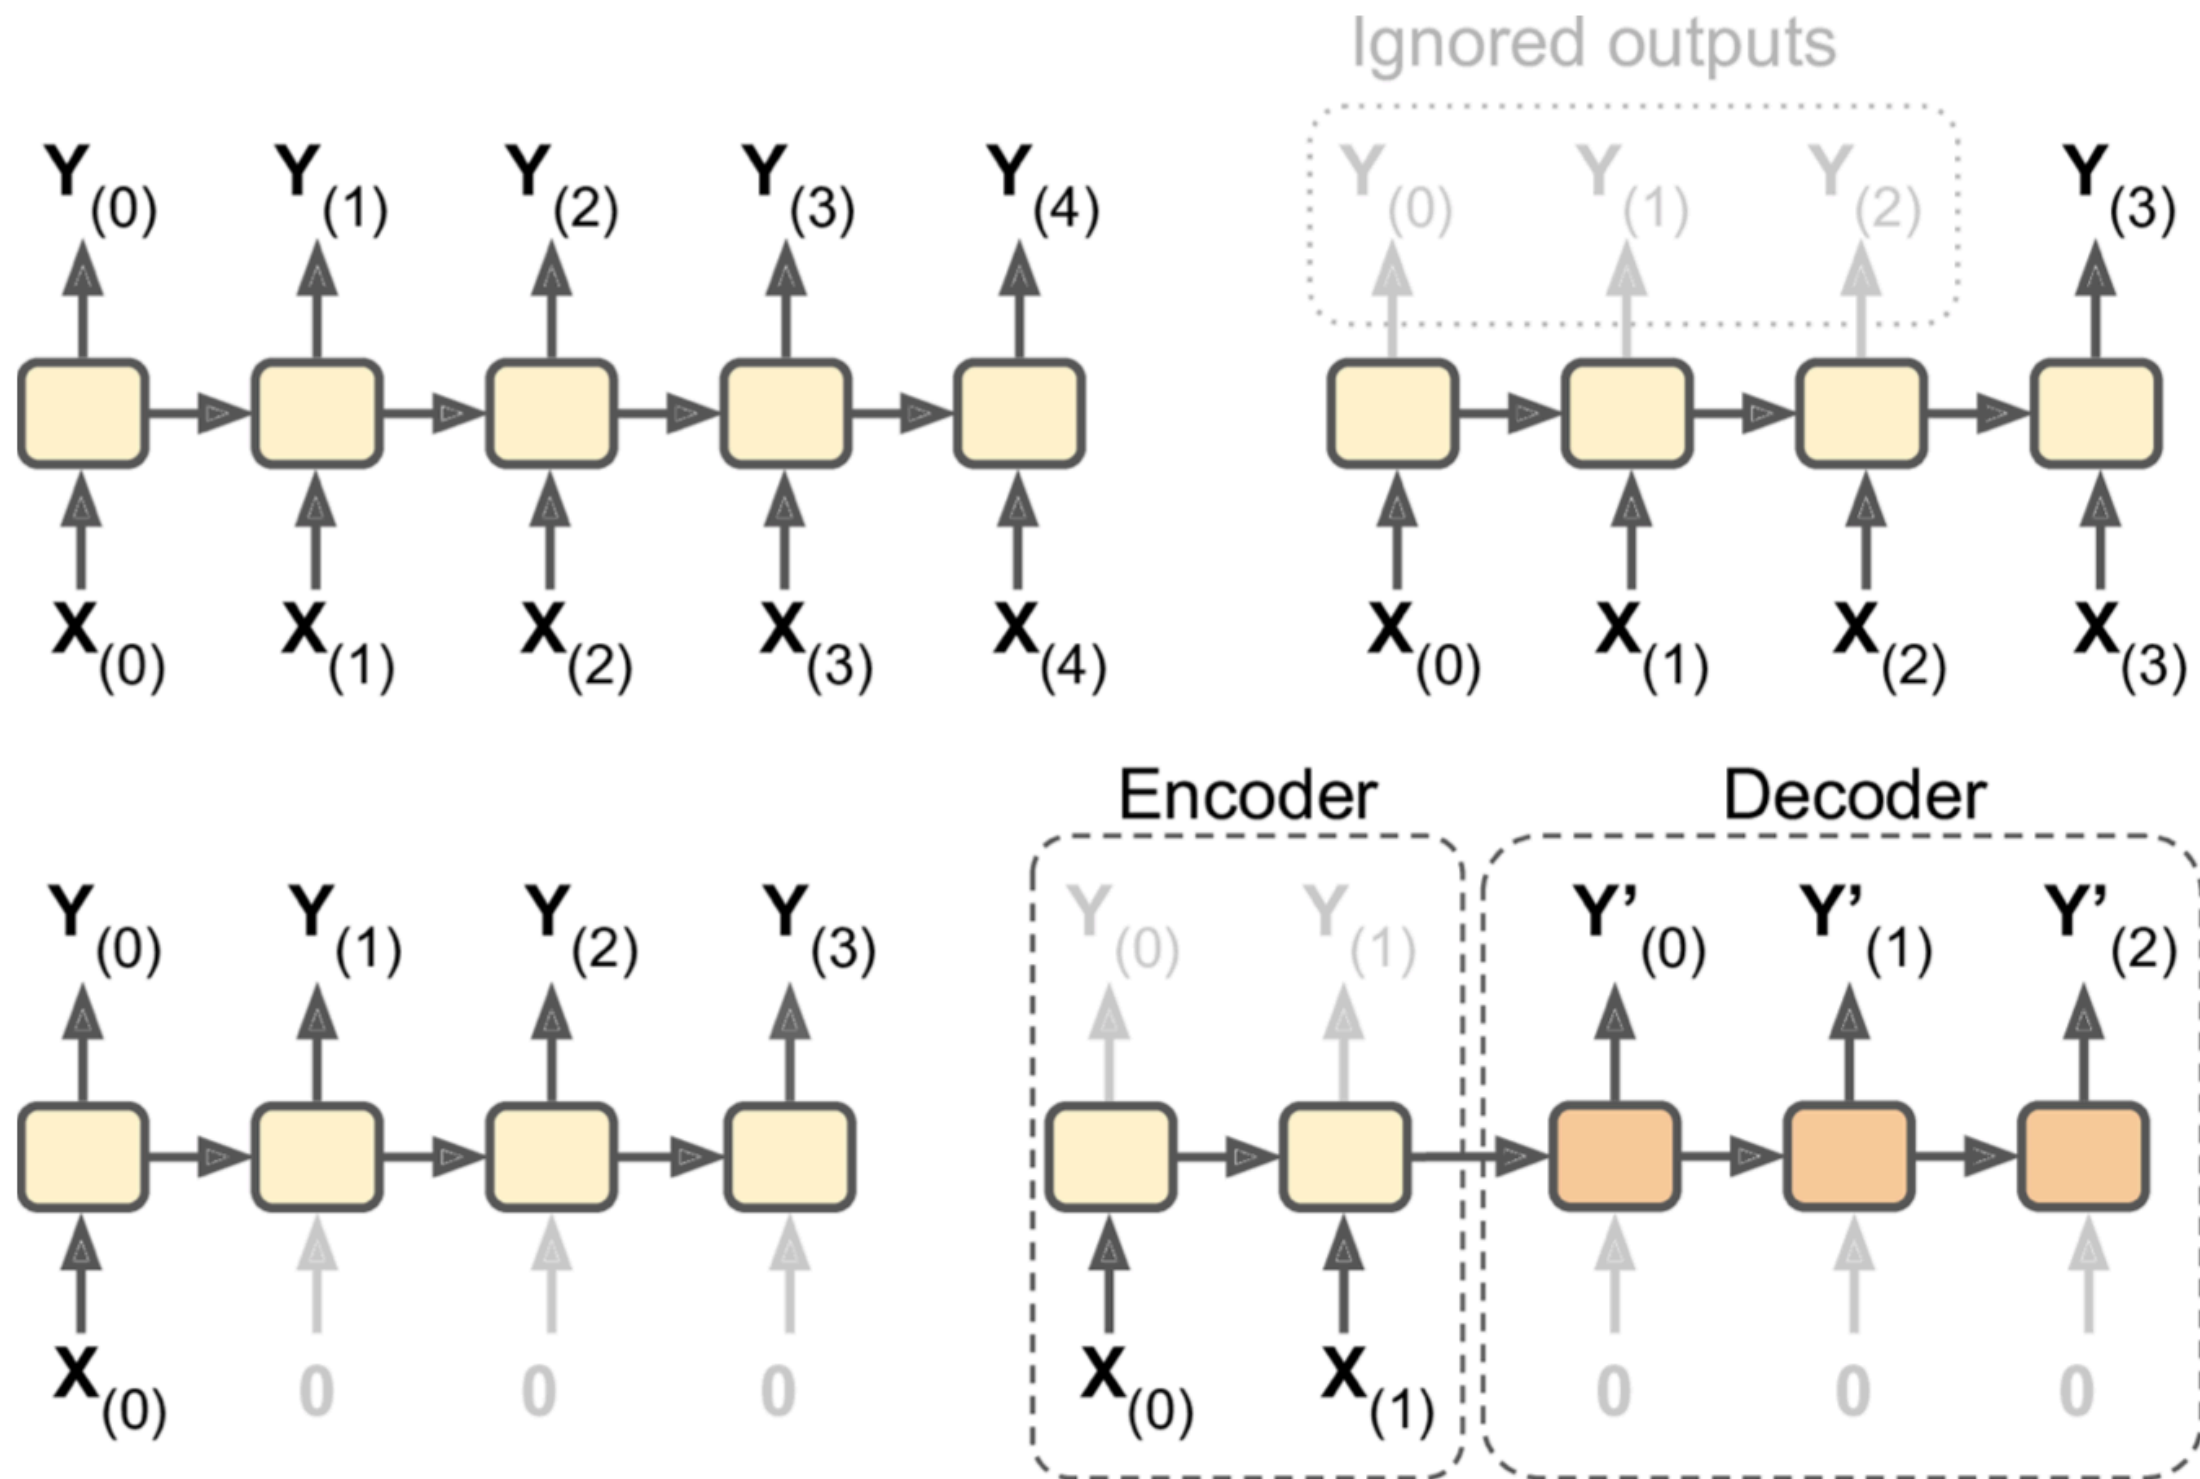 Ignored outputs
Y(0) Y(1) Y(2) Y(3) Y(4)
Y(0) Y(1) Y(2) Y(3)
X(0) X(1) X(2) X(3) X(4)
X(0) X(1) X(2) X(3)
Encoder
Decoder
Y(0) Y(1) Y(2) Y(3)
Y(0) Y(1)
Y’(0) Y’(1) Y’(2)
X(0) 0 0 0
X(0) X(1)
0 0 0